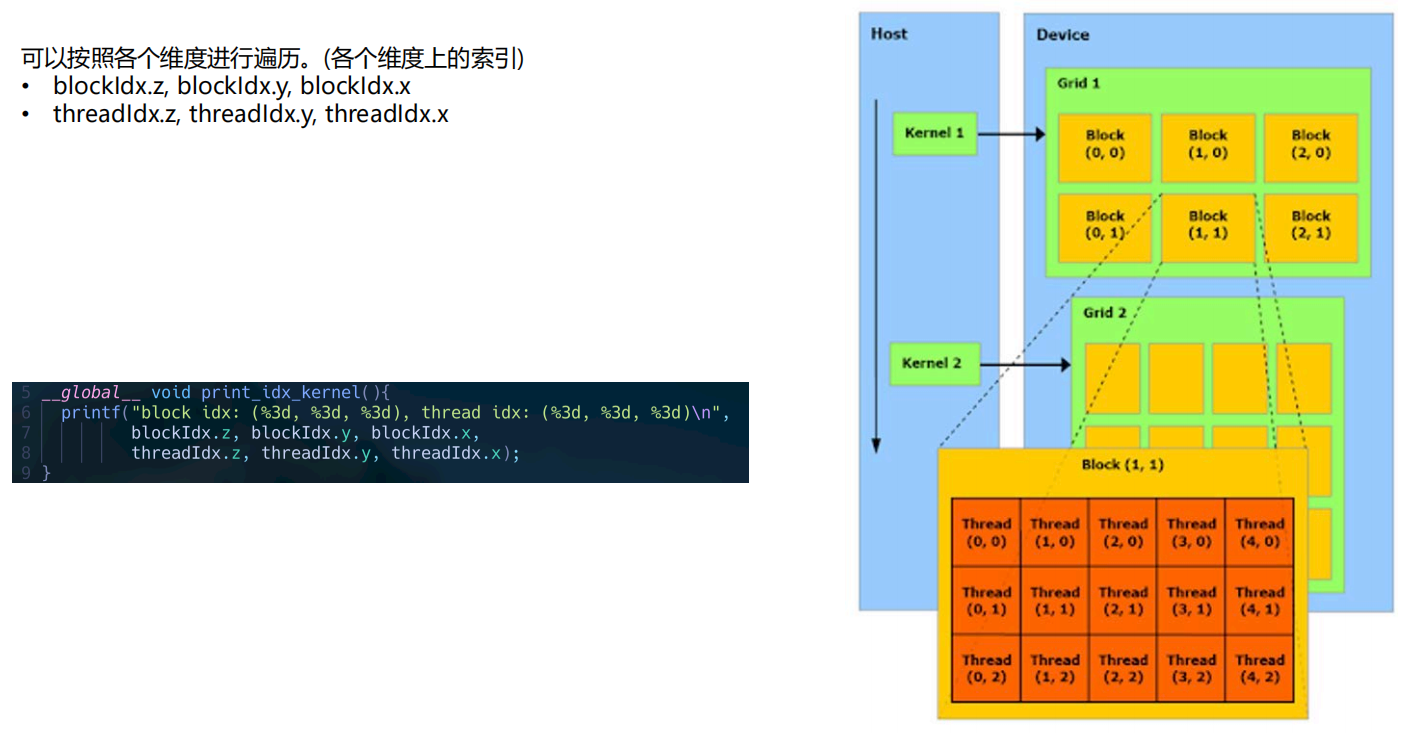 可以按照各个维度进行遍历。(各个维度上的索引)
• blockIdx.z, blockIdx.y, blockIdx.x
• threadIdx.z, threadIdx.y, threadIdx.x
5 __global__ void print_idx_kernel(){
6 printf("block idx: (%3d, %3d, %3d), thread idx: (%3d, %3d, %3d)\n",
7 blockIdx.z, blockIdx.y, blockIdx.x,
8 threadIdx.z, threadIdx.y, threadIdx.x);
9 }
Host
Device
Grid 1
Kernel 1
Block
(0, 0)
Block
(1, 0)
Block
(2, 0)
Block
(0, 1)
Block
(1, 1)
Block
(2, 1)
Grid 2
Kernel 2
Block (1, 1)
Thread
(0, 0)
Thread
(1, 0)
Thread
(2, 0)
Thread
(3, 0)
Thread
(4, 0)
Thread
(0, 1)
Thread
(1, 1)
Thread
(2, 1)
Thread
(3, 1)
Thread
(4, 1)
Thread
(0, 2)
Thread
(1, 2)
Thread
(2, 2)
Thread
(3, 2)
Thread
(4, 2)